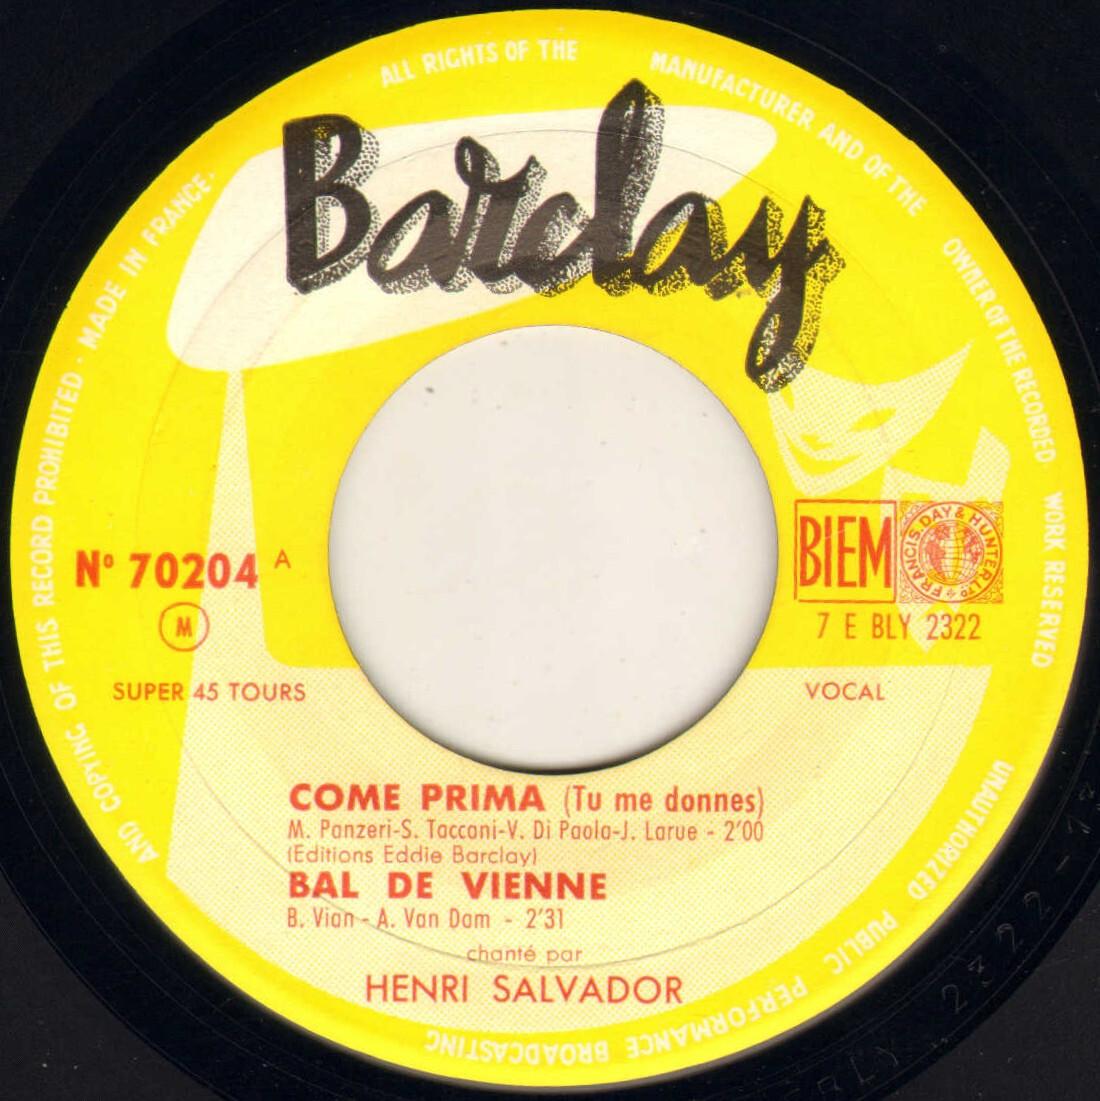 ALL RIGHTS OF THE MANUFACTURER AND OF THE OWNER OF THE RECORDED WORK RESERVED
UNAUTHORIZED PUBLIC PERFORMANCE BROADCASTING
AND COPYING OF THIS RECORD PROHIBITED · MADE IN FRANCE·
Barclay
BIEM
FRANCIS. DAY & HUNTER LTD
Nº 70204 A
M
7 E BLY 2322
SUPER 45 TOURS
VOCAL
COME PRIMA (Tu me donnes)
M. Panzeri-S. Taccani-V. Di Paola-J. Larue - 2'00
(Editions Eddie Barclay)
BAL DE VIENNE
B. Vian - A. Van Dam - 2'31
chanté par
HENRI SALVADOR